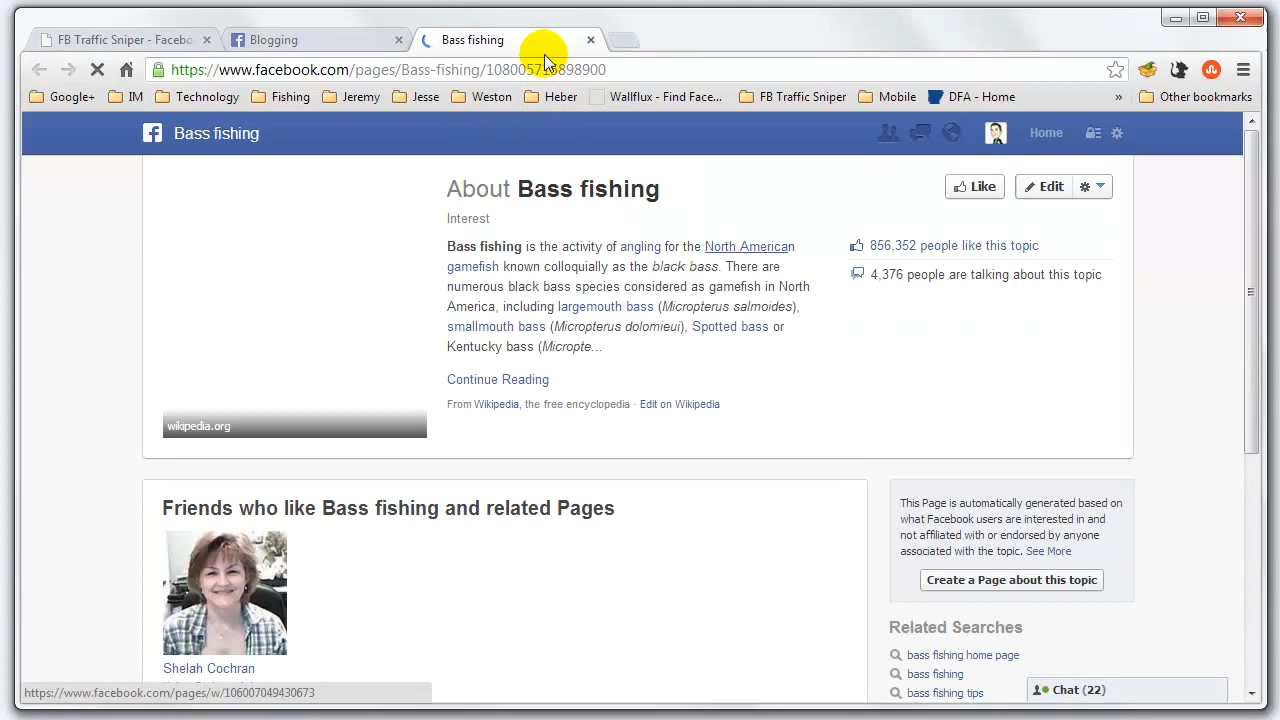 FB Traffic Sniper - Facebo
Blogging
Bass fishing
https://www.facebook.com/pages/Bass-fishing/
Google+
IM
Technology
Fishing
Jeremy
Jesse
Weston
Heber
Wallflux - Find Face...
FB Traffic Sniper
Mobile
DFA - Home
»
Other bookmarks
Bass fishing
Home
About Bass fishing
Like
Edit
Interest
Bass fishing is the activity of angling for the North American
gamefish known colloquially as the black bass. There are
numerous black bass species considered as gamefish in North
America, including largemouth bass (Micropterus salmoides),
smallmouth bass (Micropterus dolomieui), Spotted bass or
Kentucky bass (Micropte...
856,352 people like this topic
4,376 people are talking about this topic
Continue Reading
From Wikipedia, the free encyclopedia · Edit on Wikipedia
wikipedia.org
Friends who like Bass fishing and related Pages
Shelah Cochran
This Page is automatically generated based on
what Facebook users are interested in and
not affiliated with or endorsed by anyone
associated with the topic. See More
Create a Page about this topic
Related Searches
bass fishing home page
bass fishing
bass fishing tips
Chat (22)
https://www.facebook.com/pages/w/106007049430673